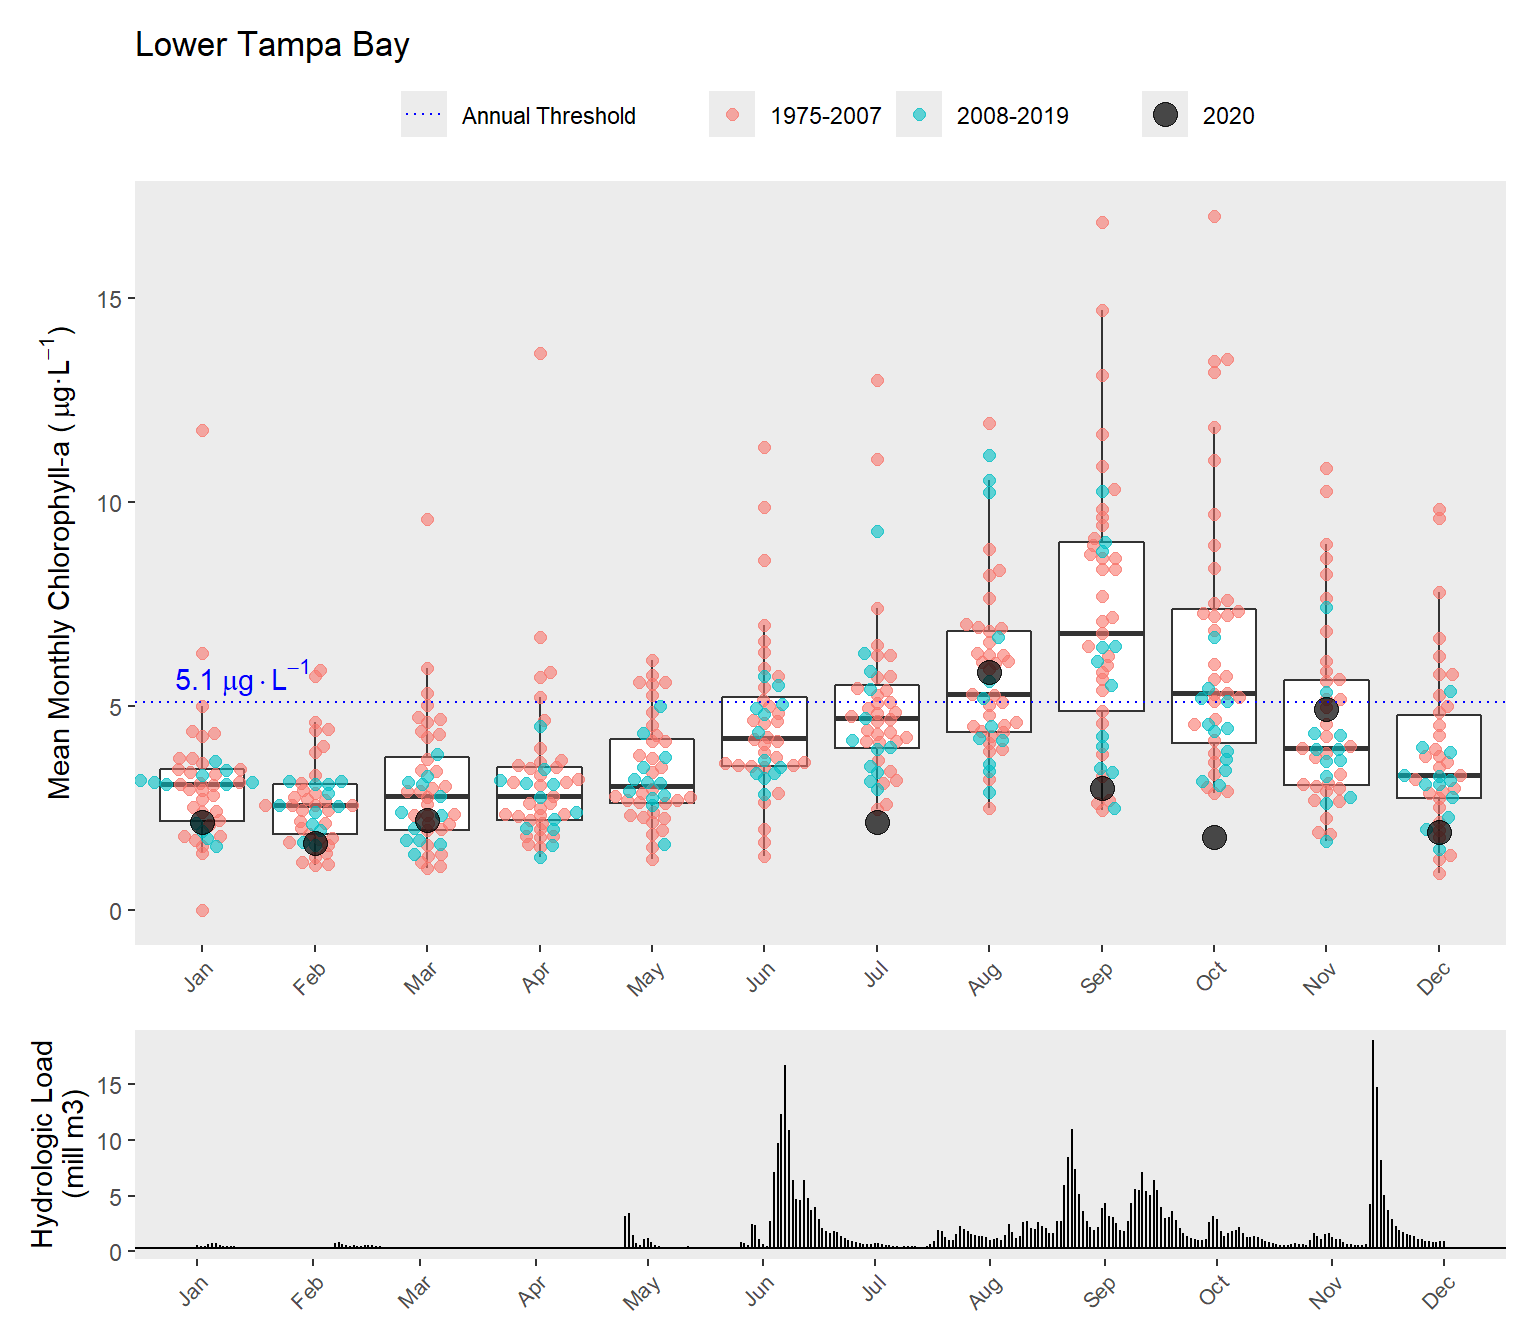 Lower Tampa Bay
Annual Threshold 1975-2007 2008-2019 2020
Mean Monthly Chlorophyll-a ( μg·L⁻¹)
15
10
5
0
5.1 μg·L⁻¹
Jan Feb Mar Apr May Jun Jul Aug Sep Oct Nov Dec
Hydrologic Load
(mill m3)
15
10
5
0
Jan Feb Mar Apr May Jun Jul Aug Sep Oct Nov Dec